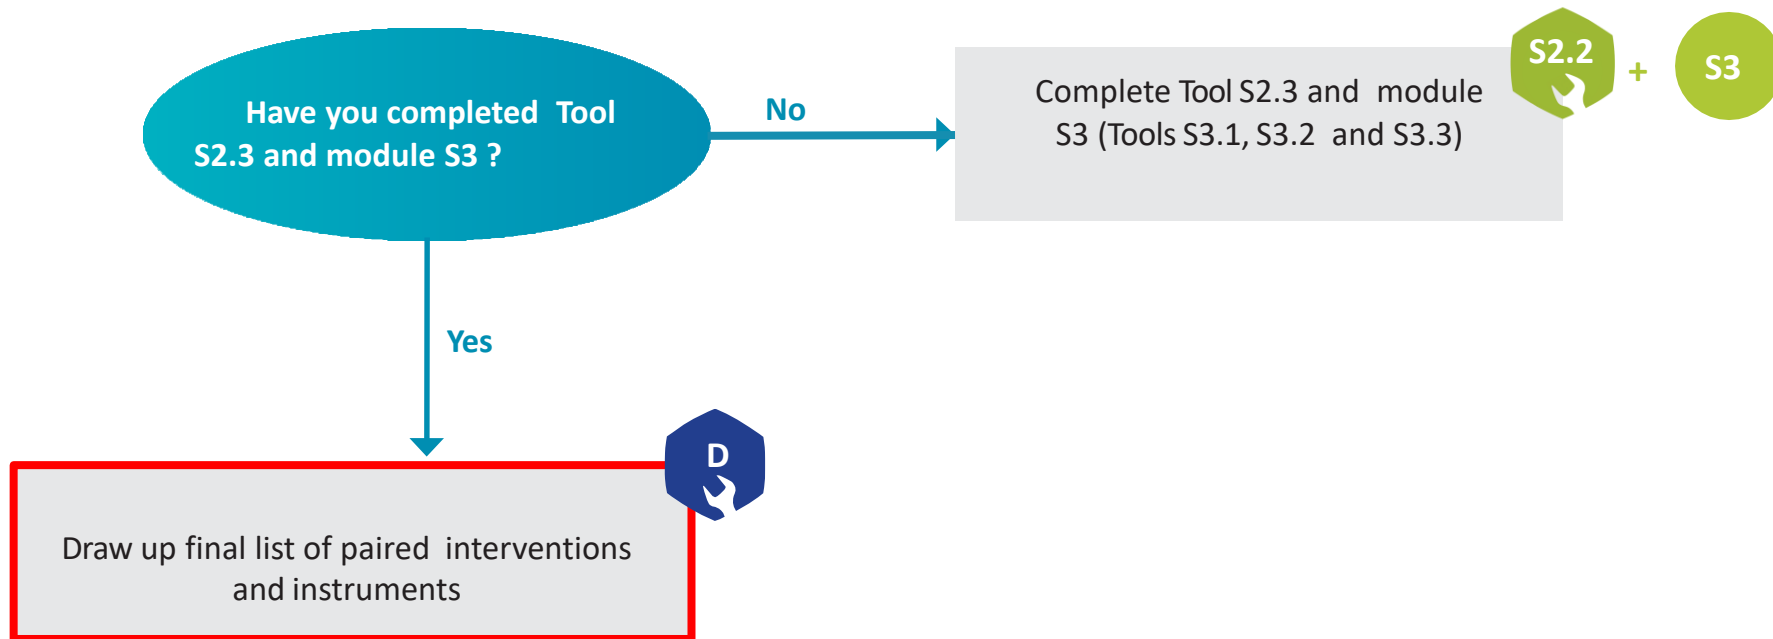 Have you completed Tool
S2.3 and module S3 ?
No
Complete Tool S2.3 and module
S3 (Tools S3.1, S3.2 and S3.3)
S2.2
+
S3
Yes
D
Draw up final list of paired interventions
and instruments